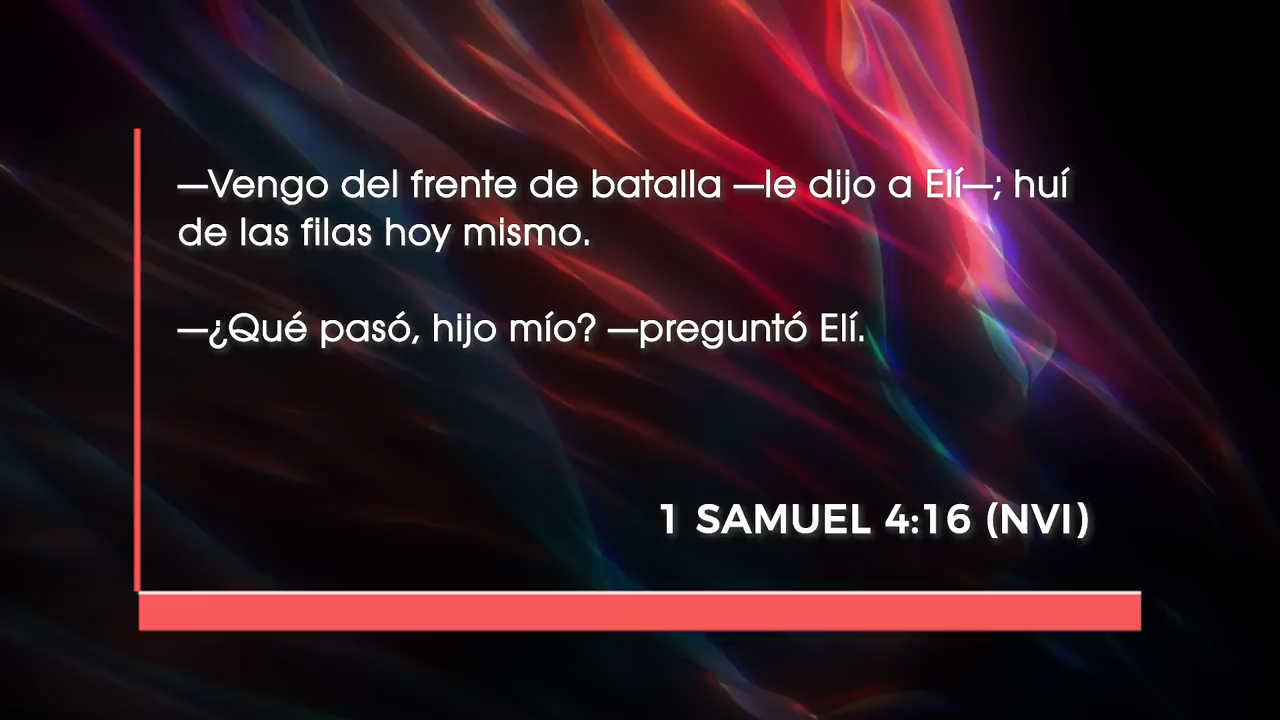 —Vengo del frente de batalla —le dijo a Elí—; huí
de las filas hoy mismo.
—¿Qué pasó, hijo mío? —preguntó Elí.
1 SAMUEL 4:16 (NVI)